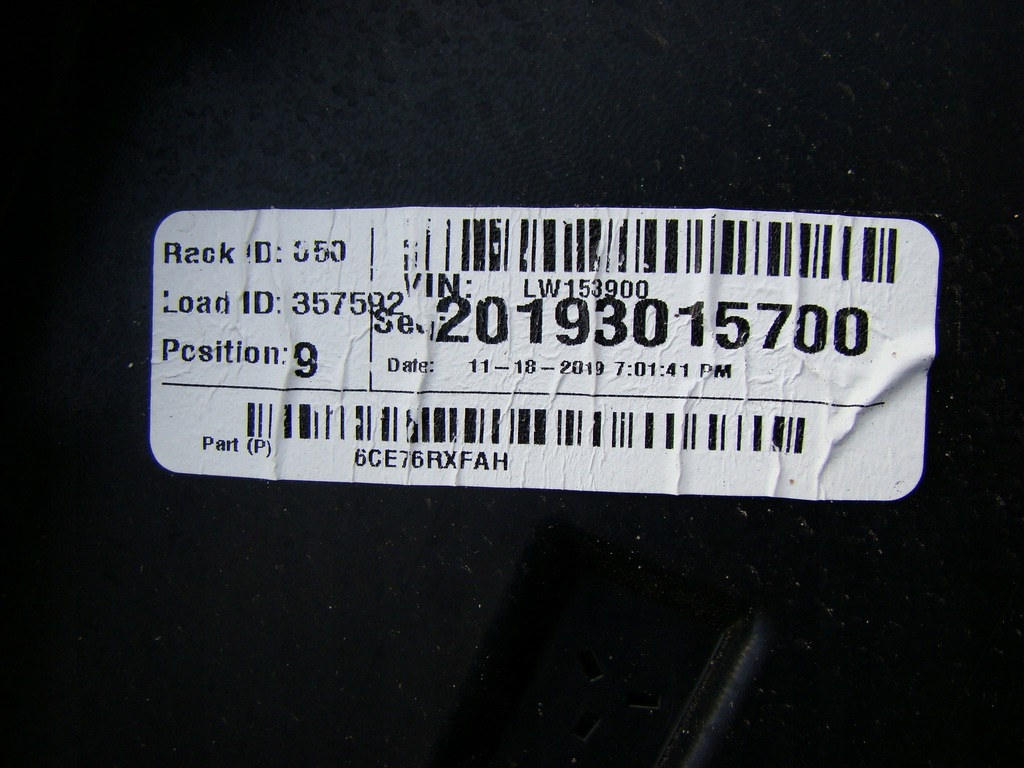 Rack ID: 050
Load ID: 357592
Position: 9
VIN: LW153900
Seq: 20193015700
Date: 11-18-2019 7:01:41 PM
Part (P)
6CE76RXFAH